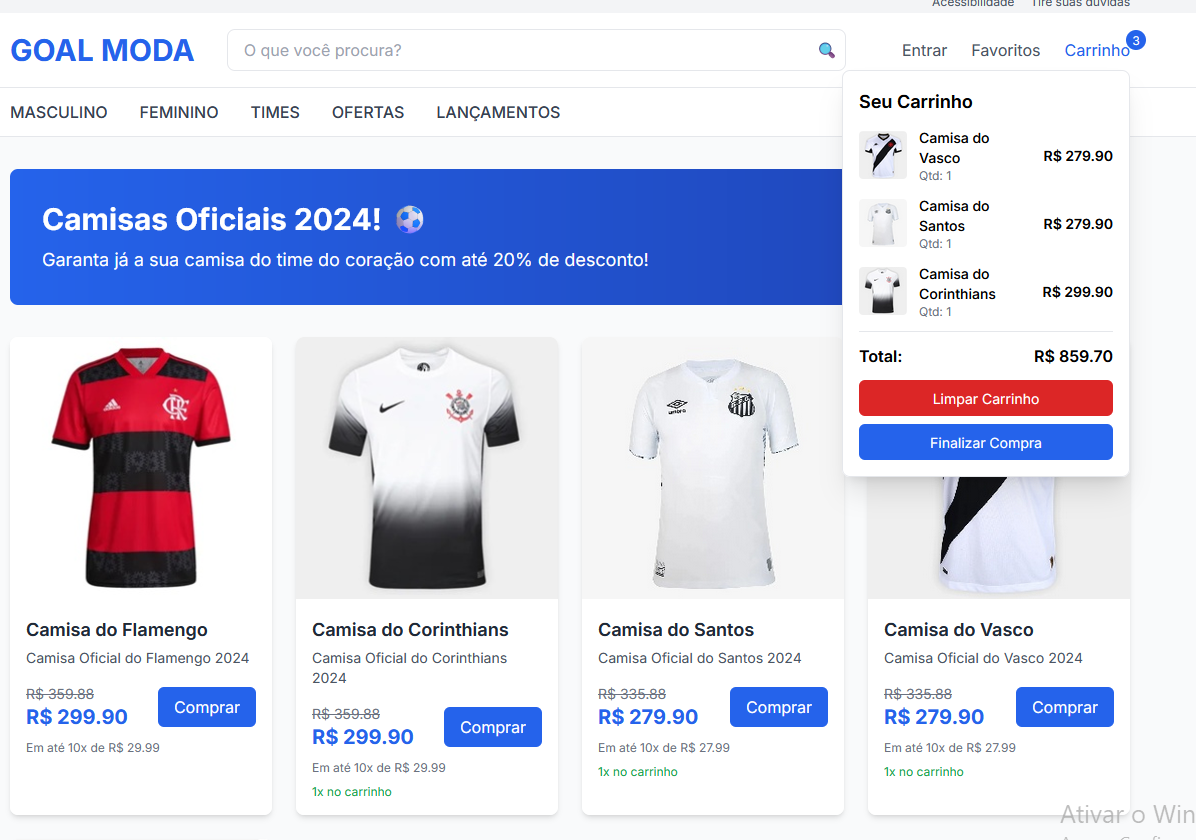 Acessibilidade Tire suas dúvidas
GOAL MODA
O que você procura?
Entrar Favoritos Carrinho 3
MASCULINO FEMININO TIMES OFERTAS LANÇAMENTOS
Seu Carrinho
Camisa do
Vasco
Qtd: 1
R$ 279.90
Camisa do
Santos
Qtd: 1
R$ 279.90
Camisa do
Corinthians
Qtd: 1
R$ 299.90
Total: R$ 859.70
Limpar Carrinho
Finalizar Compra
Camisas Oficiais 2024!
Garanta já a sua camisa do time do coração com até 20% de desconto!
Camisa do Flamengo
Camisa Oficial do Flamengo 2024
R$ 359.88
R$ 299.90
Comprar
Em até 10x de R$ 29.99
Camisa do Corinthians
Camisa Oficial do Corinthians
2024
R$ 359.88
R$ 299.90
Comprar
Em até 10x de R$ 29.99
1x no carrinho
Camisa do Santos
Camisa Oficial do Santos 2024
R$ 335.88
R$ 279.90
Comprar
Em até 10x de R$ 27.99
1x no carrinho
Camisa do Vasco
Camisa Oficial do Vasco 2024
R$ 335.88
R$ 279.90
Comprar
Em até 10x de R$ 27.99
1x no carrinho
Ativar o Win